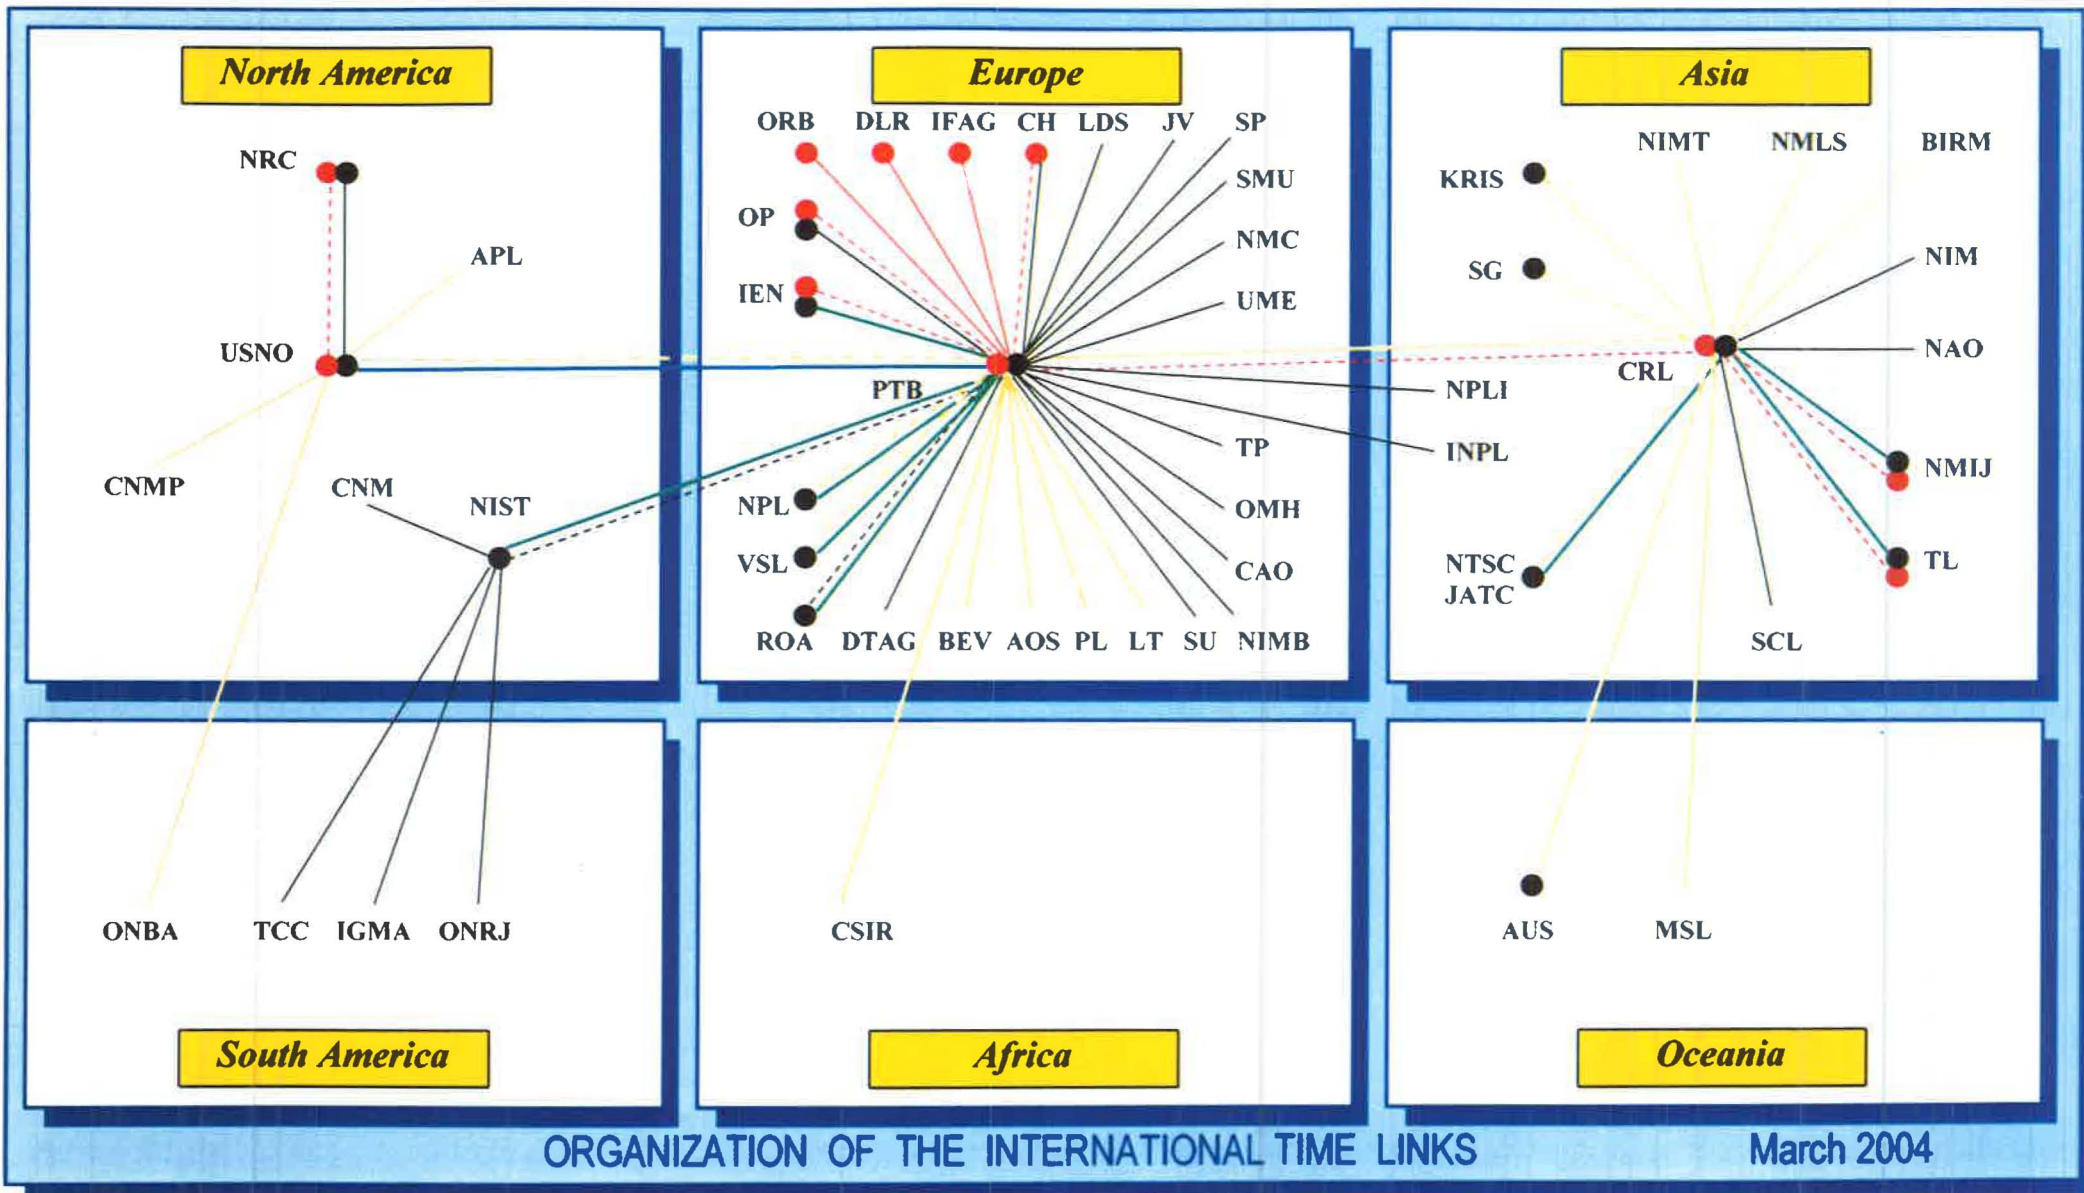 North America
NRC
APL
USNO
CNMP
CNM
NIST
Europe
ORB DLR IFAG CH LDS JV SP
SMU
OP
NMC
IEN
UME
PTB
NPLI
TP
INPL
NPL
OMH
VSL
CAO
ROA DTAG BEV AOS PL LT SU NIMB
Asia
NIMT NMLS BIRM
KRIS
NIM
SG
NAO
CRL
NMIJ
NTSC
JATC
TL
SCL
ONBA TCC IGMA ONRJ
South America
CSIR
Africa
AUS MSL
Oceania
ORGANIZATION OF THE INTERNATIONAL TIME LINKS March 2004